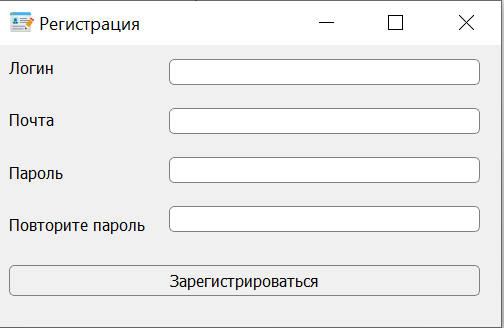 Регистрация
Логин
Почта
Пароль
Повторите пароль
Зарегистрироваться